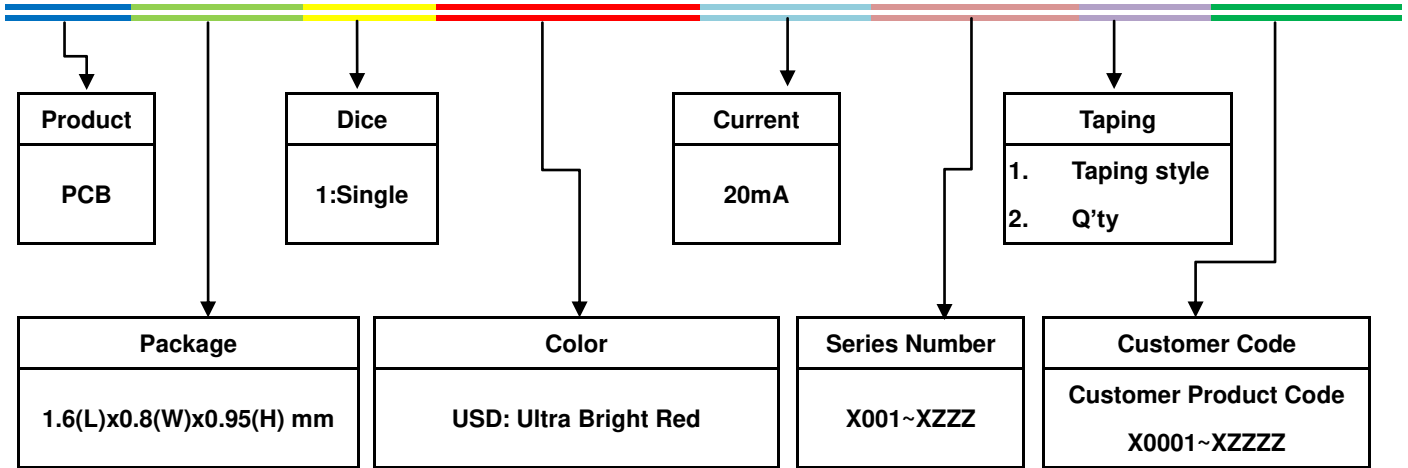 Product
PCB
Dice
1:Single
Current
20mA
Taping
1. Taping style
2. Q’ty
Package
1.6(L)x0.8(W)x0.95(H) mm
Color
USD: Ultra Bright Red
Series Number
X001~XZZZ
Customer Code
Customer Product Code
X0001~XZZZZ